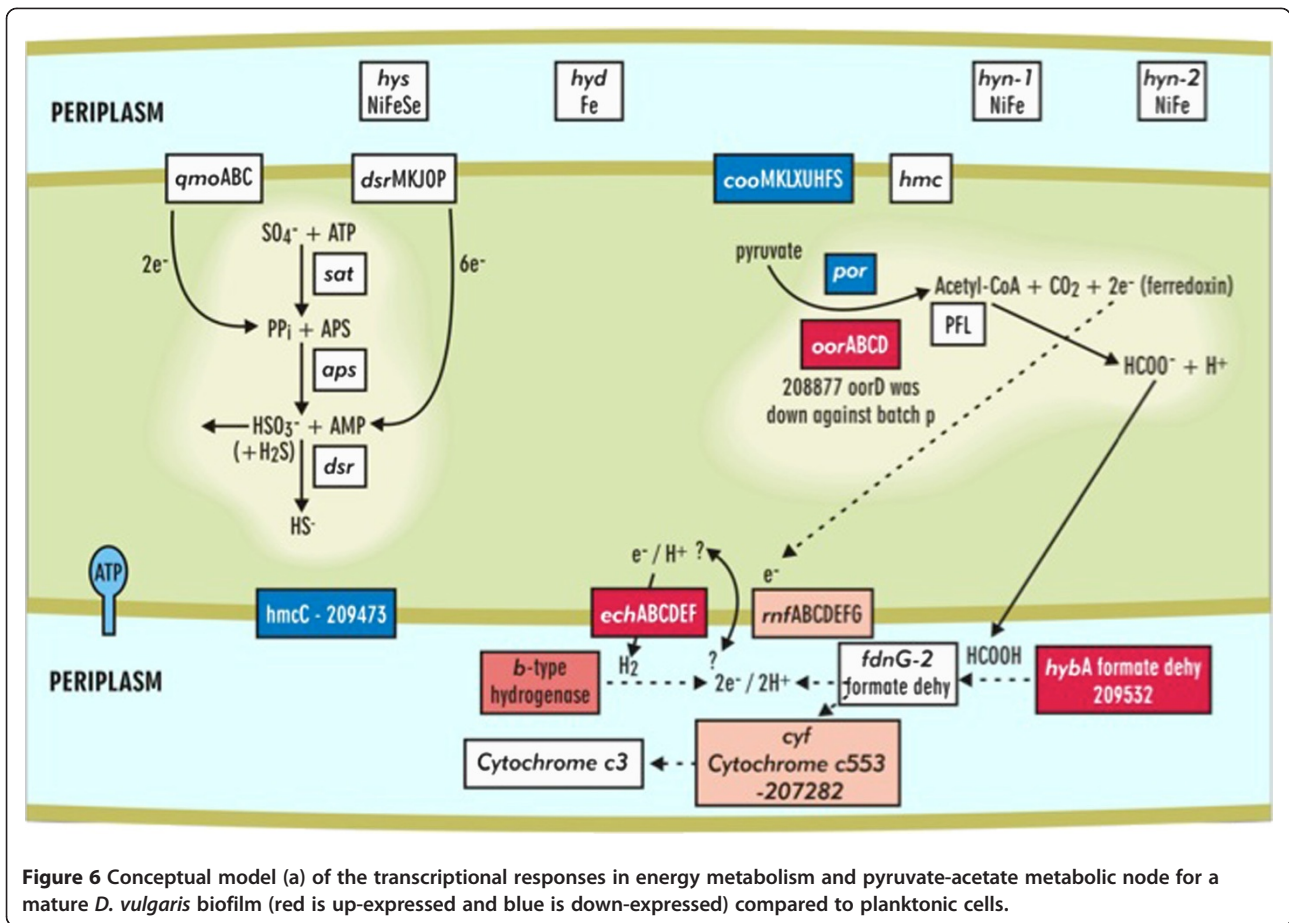 hys
NiFeSe
hyd
Fe
hyn-1
NiFe
hyn-2
NiFe
PERIPLASM
qmoABC
dsrMKJOP
cooMKLXUHFS
hmc
SO₄⁻ + ATP
2e⁻
sat
6e⁻
PPᵢ + APS
aps
HSO₃⁻ + AMP
(+H2S)
dsr
HS⁻
pyruvate
por
Acetyl-CoA + CO₂ + 2e⁻ (ferredoxin)
PFL
oorABCD
HCOO⁻ + H⁺
208877 oorD was
down against batch p
ATP
hmcC - 209473
e⁻ / H⁺ ?
echABCDEF
e⁻
rnfABCDEFG
PERIPLASM
b-type
hydrogenase
H₂
?
2e⁻ / 2H⁺
fdnG-2
formate dehy
HCOOH
hybA formate dehy
209532
Cytochrome c3
cyf
Cytochrome c553
-207282
Figure 6 Conceptual model (a) of the transcriptional responses in energy metabolism and pyruvate-acetate metabolic node for a
mature D. vulgaris biofilm (red is up-expressed and blue is down-expressed) compared to planktonic cells.